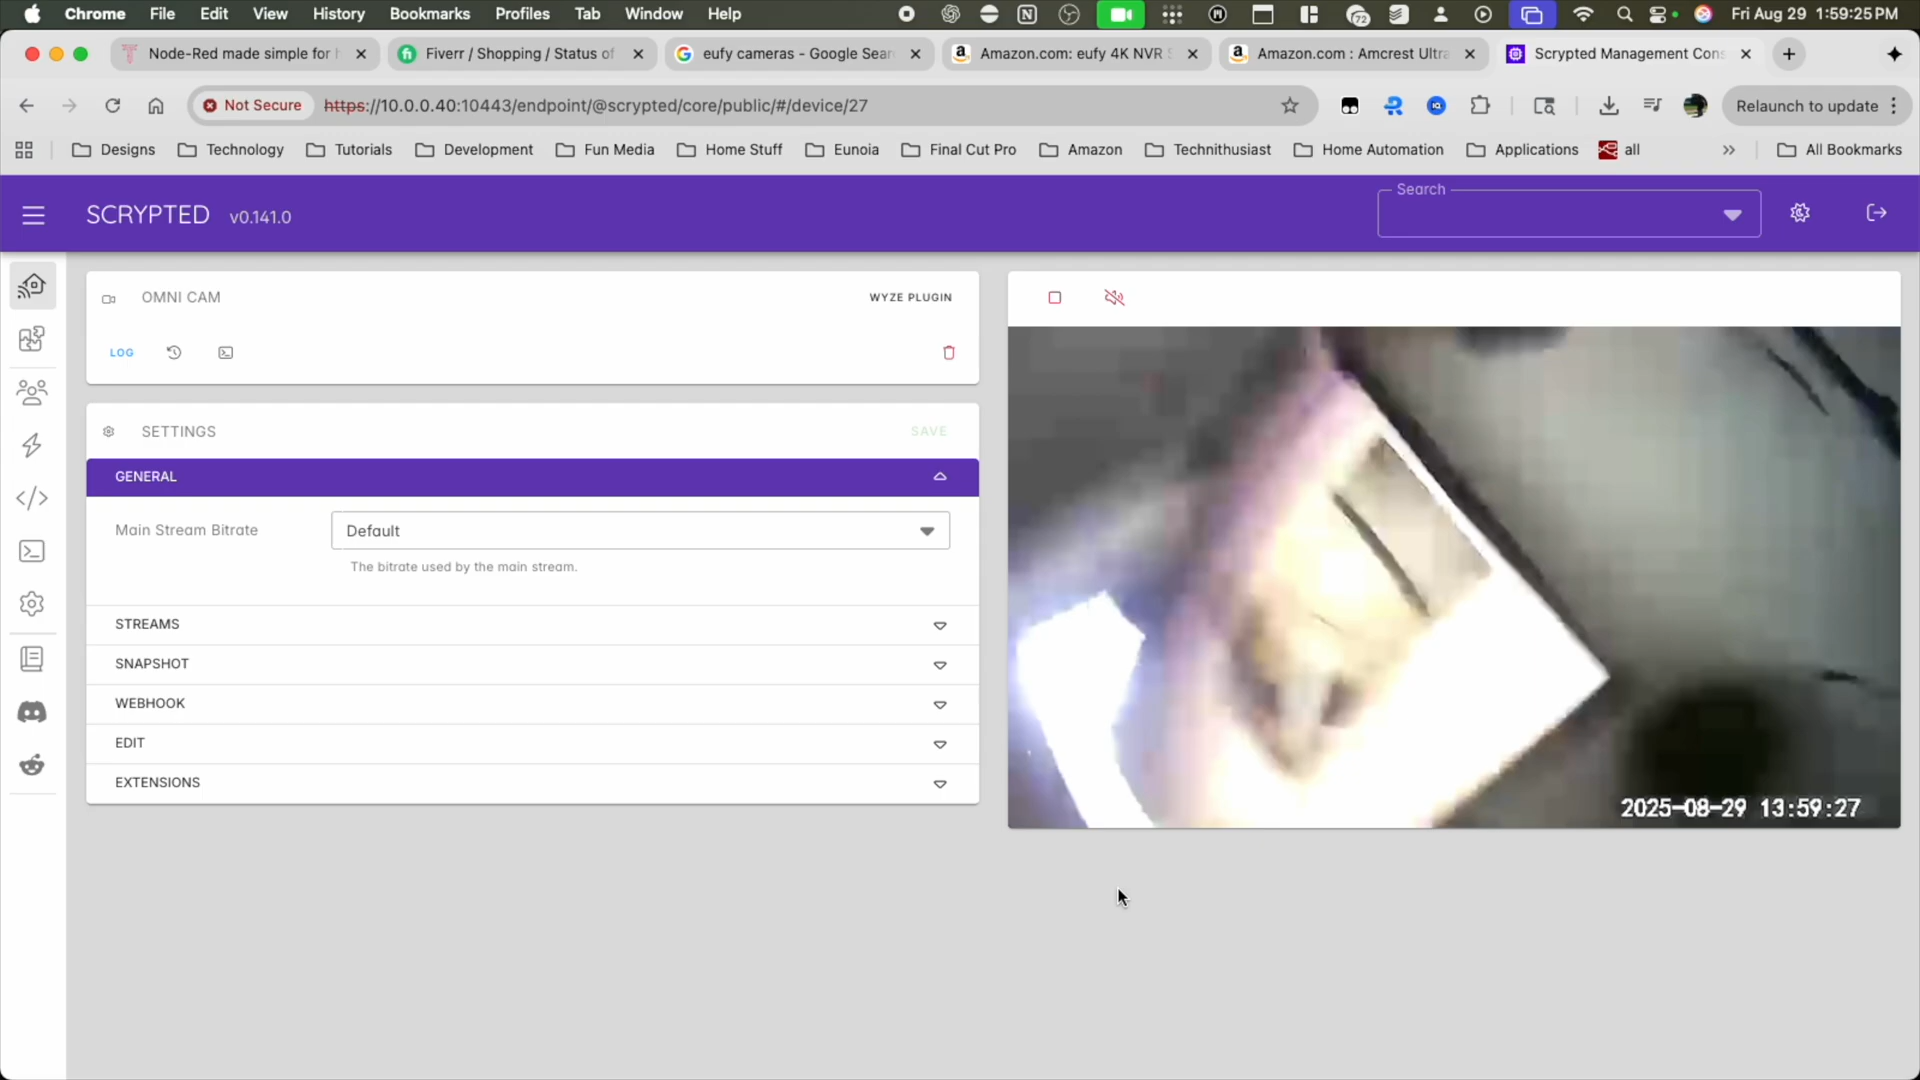 Chrome File Edit View History Bookmarks Profiles Tab Window Help 72 Fri Aug 29 1:59:25 PM
Node-Red made simple for Fiverr / Shopping / Status of eufy cameras - Google Sear Amazon.com: eufy 4K NVR S Amazon.com : Amcrest Ultra Scrypted Management Cons
Not Secure https://10.0.0.40:10443/endpoint/@scrypted/core/public/#/device/27 Relaunch to update
Designs Technology Tutorials Development Fun Media Home Stuff Eunoia Final Cut Pro Amazon Technithusiast Home Automation Applications all All Bookmarks
SCRYPTED v0.141.0 Search
OMNI CAM WYZE PLUGIN
LOG
SETTINGS SAVE
GENERAL
Main Stream Bitrate Default
The bitrate used by the main stream.
STREAMS
SNAPSHOT
WEBHOOK
EDIT
EXTENSIONS
2025-08-29 13:59:27